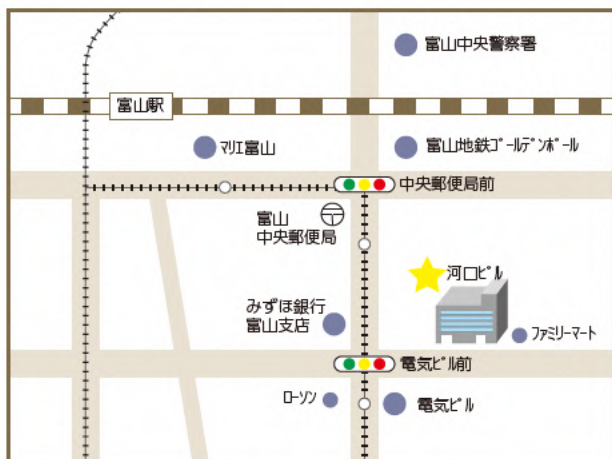 富山中央警察署
富山駅
マリエ富山
富山地鉄ゴールデンボール
中央郵便局前
富山
中央郵便局
河口ビル
みずほ銀行
富山支店
ファミリーマート
電気ビル前
ローソン
電気ビル